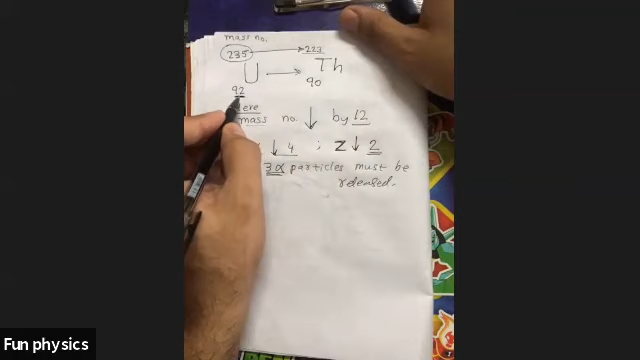 mass no.
235 → 223
U → Th
92 90
Here
mass no. ↓ by 12
↓ 4 ; Z ↓ 2
3α particles must be
released.
Fun physics